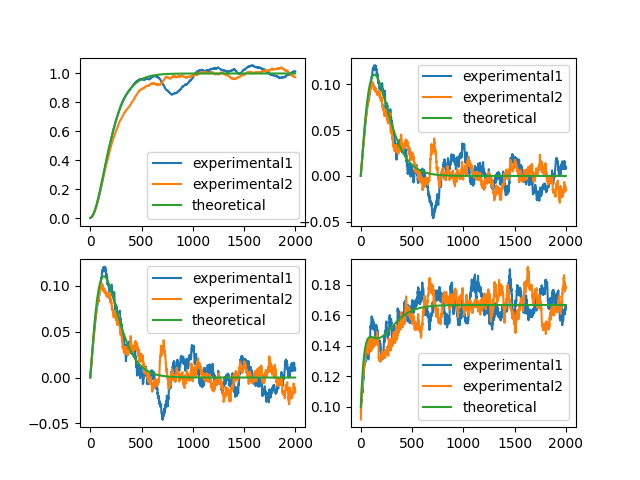 1.0
0.8
0.6
0.4
0.2
0.0
0 500 1000 1500 2000
experimental1
experimental2
theoretical
0.10
0.05
0.00
−0.05
0 500 1000 1500 2000
experimental1
experimental2
theoretical
0.10
0.05
0.00
−0.05
0 500 1000 1500 2000
experimental1
experimental2
theoretical
0.18
0.16
0.14
0.12
0.10
0 500 1000 1500 2000
experimental1
experimental2
theoretical